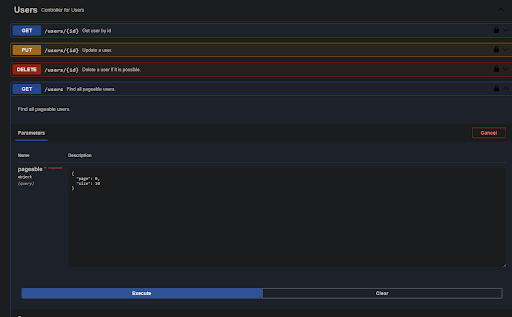 Users Controller for Users
GET /users/{id} Get user by id
PUT /users/{id} Update a user.
DELETE /users/{id} Delete a user if it is possible.
GET /users Find all pageable users.
Find all pageable users.
Parameters
Cancel
Name Description
pageable * required
object
(query)
{
"page": 0,
"size": 10
}
Execute Clear